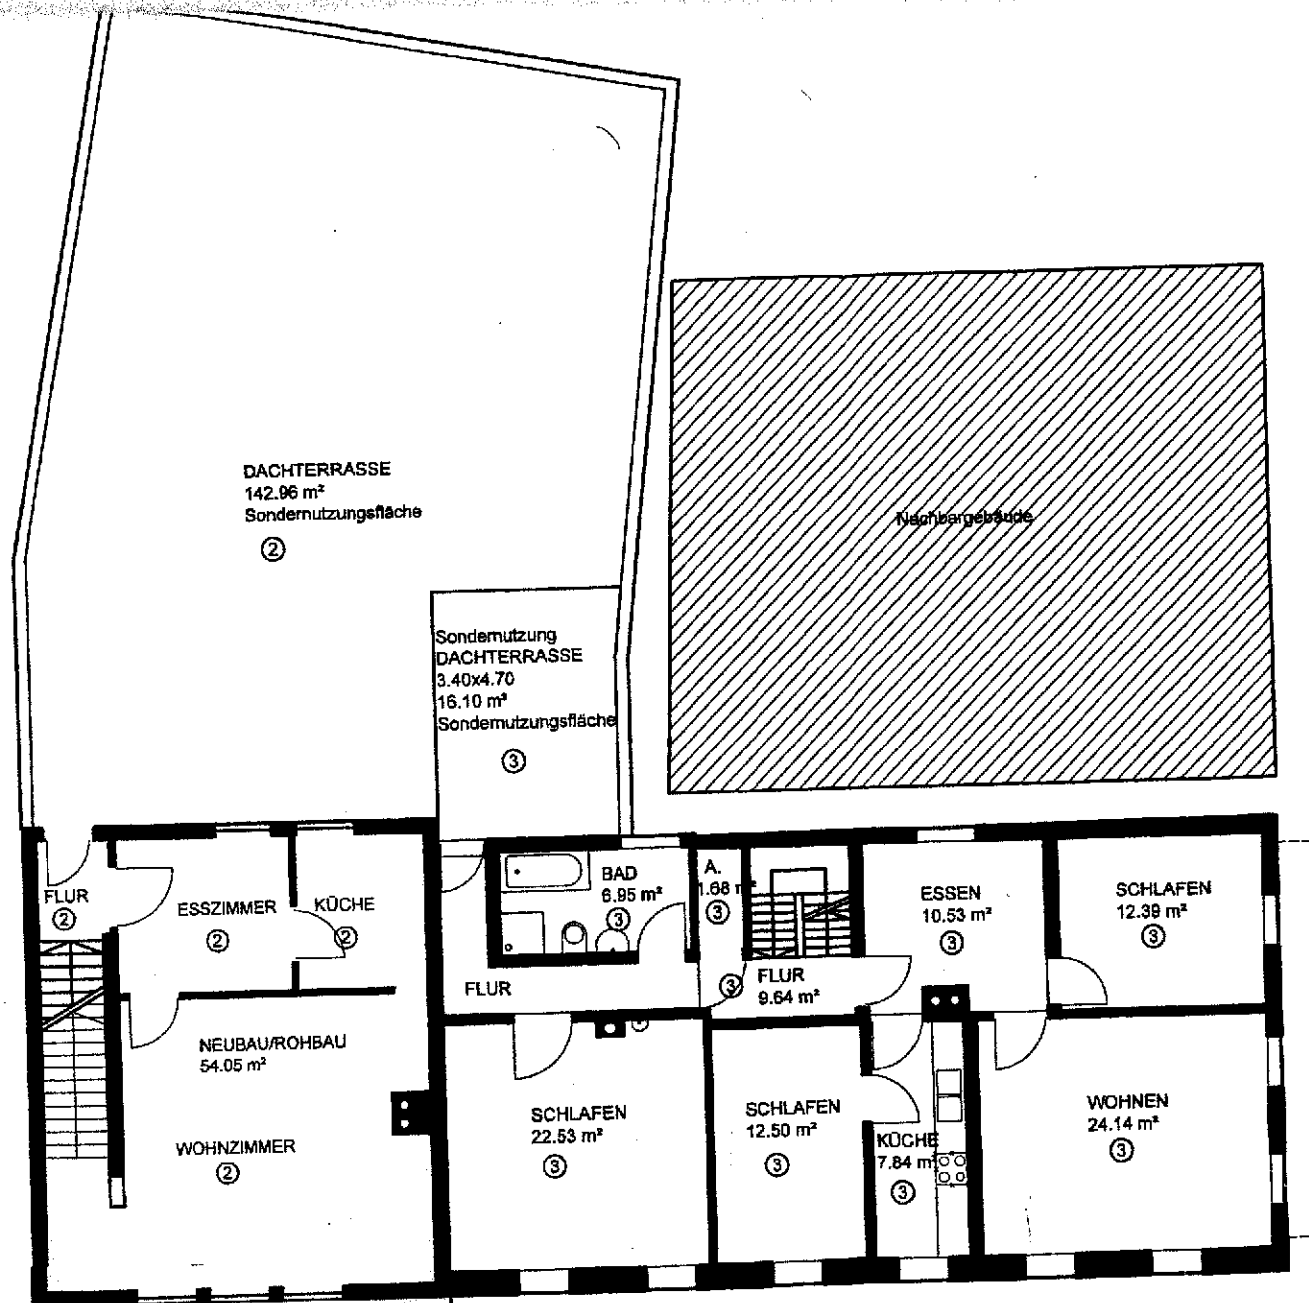 DACHTERRASSE
142.96 m²
Sondernutzungsfläche
2
Nachbargebäude
Sondernutzung
DACHTERRASSE
3.40x4.70
16.10 m²
Sondernutzungsfläche
3
FLUR
2
ESSZIMMER
2
KÜCHE
2
NEUBAU/ROHBAU
54.05 m²
WOHNZIMMER
2
BAD
6.95 m²
3
A.
1.68 m²
3
FLUR
3
FLUR
9.64 m²
ESSEN
10.53 m²
3
SCHLAFEN
12.39 m²
3
SCHLAFEN
22.53 m²
3
SCHLAFEN
12.50 m²
3
KÜCHE
7.84 m²
3
WOHNEN
24.14 m²
3